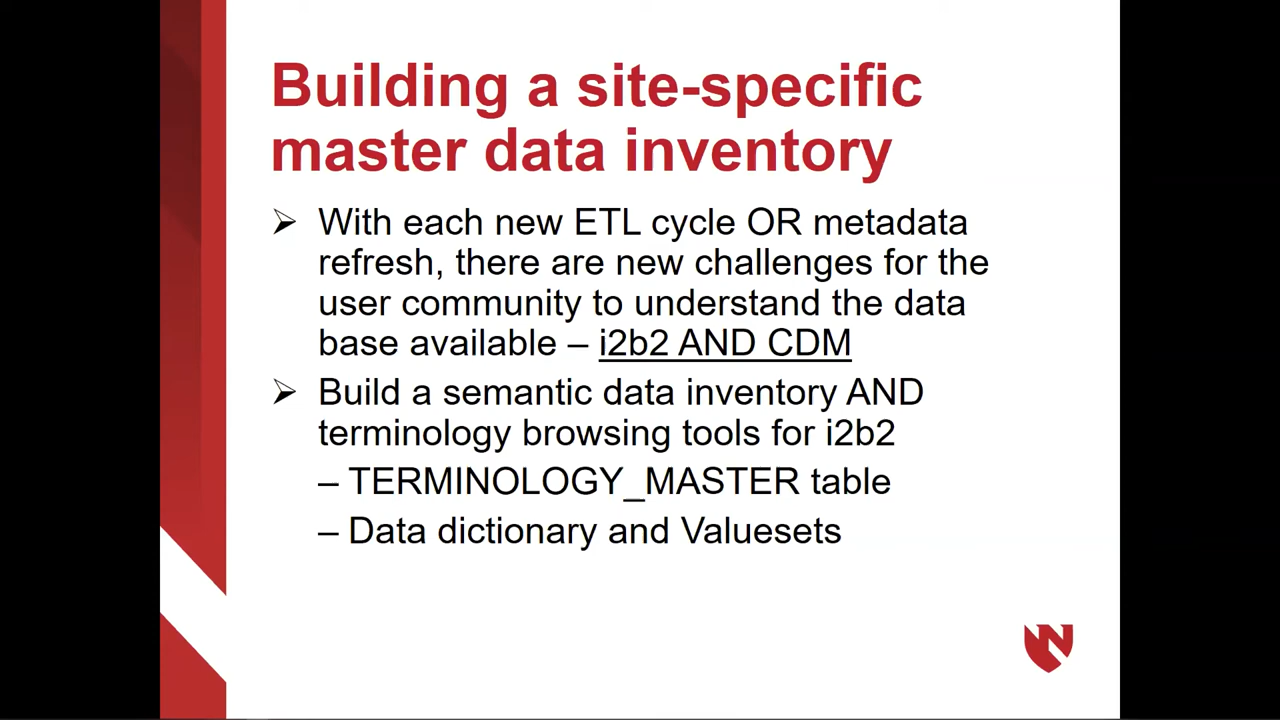 Building a site-specific
master data inventory
➢ With each new ETL cycle OR metadata
refresh, there are new challenges for the
user community to understand the data
base available – i2b2 AND CDM
➢ Build a semantic data inventory AND
terminology browsing tools for i2b2
– TERMINOLOGY_MASTER table
– Data dictionary and Valuesets